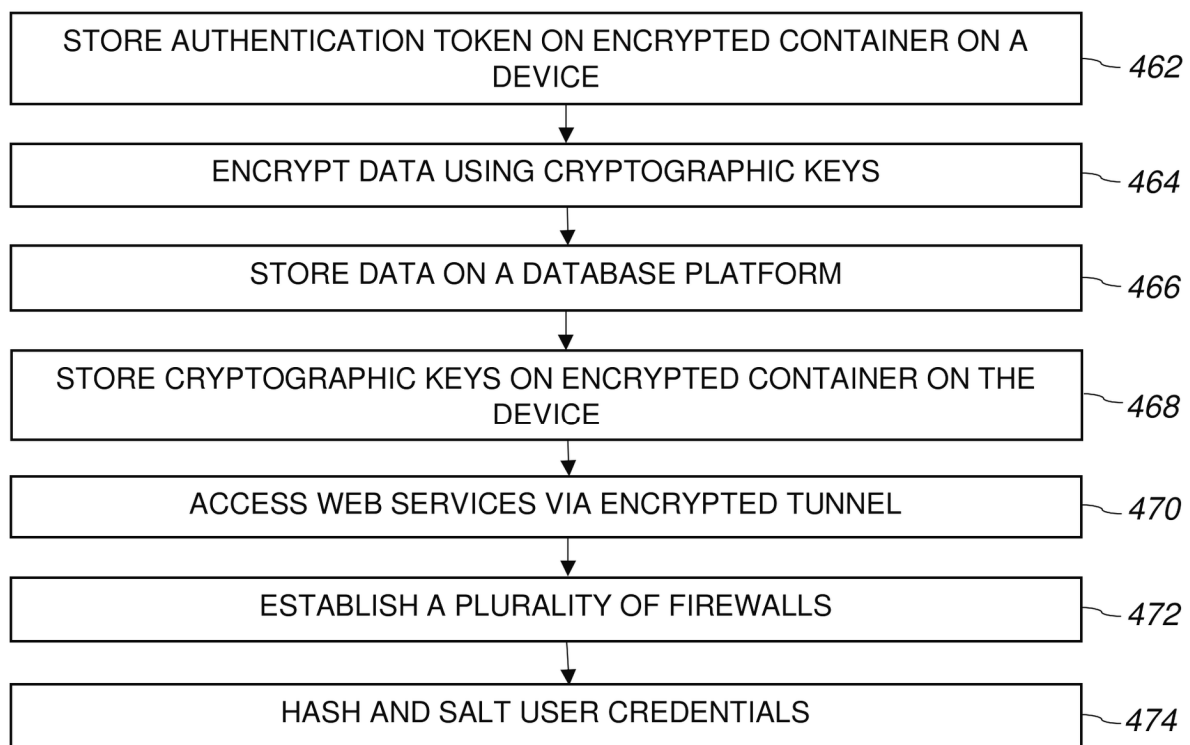 STORE AUTHENTICATION TOKEN ON ENCRYPTED CONTAINER ON A
DEVICE
462
ENCRYPT DATA USING CRYPTOGRAPHIC KEYS
464
STORE DATA ON A DATABASE PLATFORM
466
STORE CRYPTOGRAPHIC KEYS ON ENCRYPTED CONTAINER ON THE
DEVICE
468
ACCESS WEB SERVICES VIA ENCRYPTED TUNNEL
470
ESTABLISH A PLURALITY OF FIREWALLS
472
HASH AND SALT USER CREDENTIALS
474